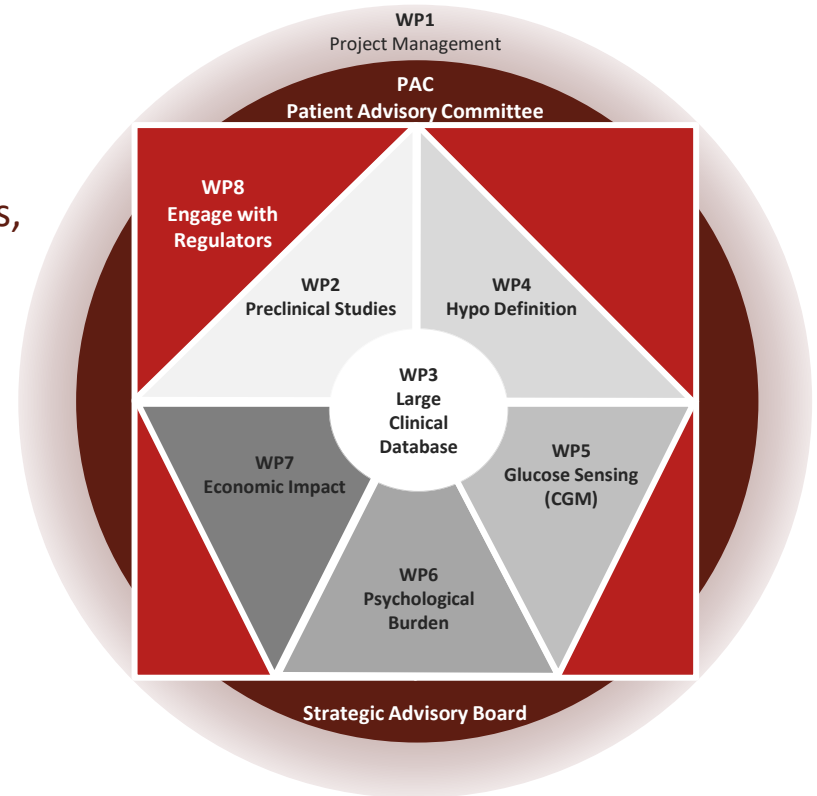 WP1
Project Management
PAC
Patient Advisory Committee
s,
WP8
Engage with
Regulators
WP2
Preclinical Studies
WP4
Hypo Definition
WP3
Large
Clinical
Database
WP7
Economic Impact
WP5
Glucose Sensing
(CGM)
WP6
Psychological
Burden
Strategic Advisory Board